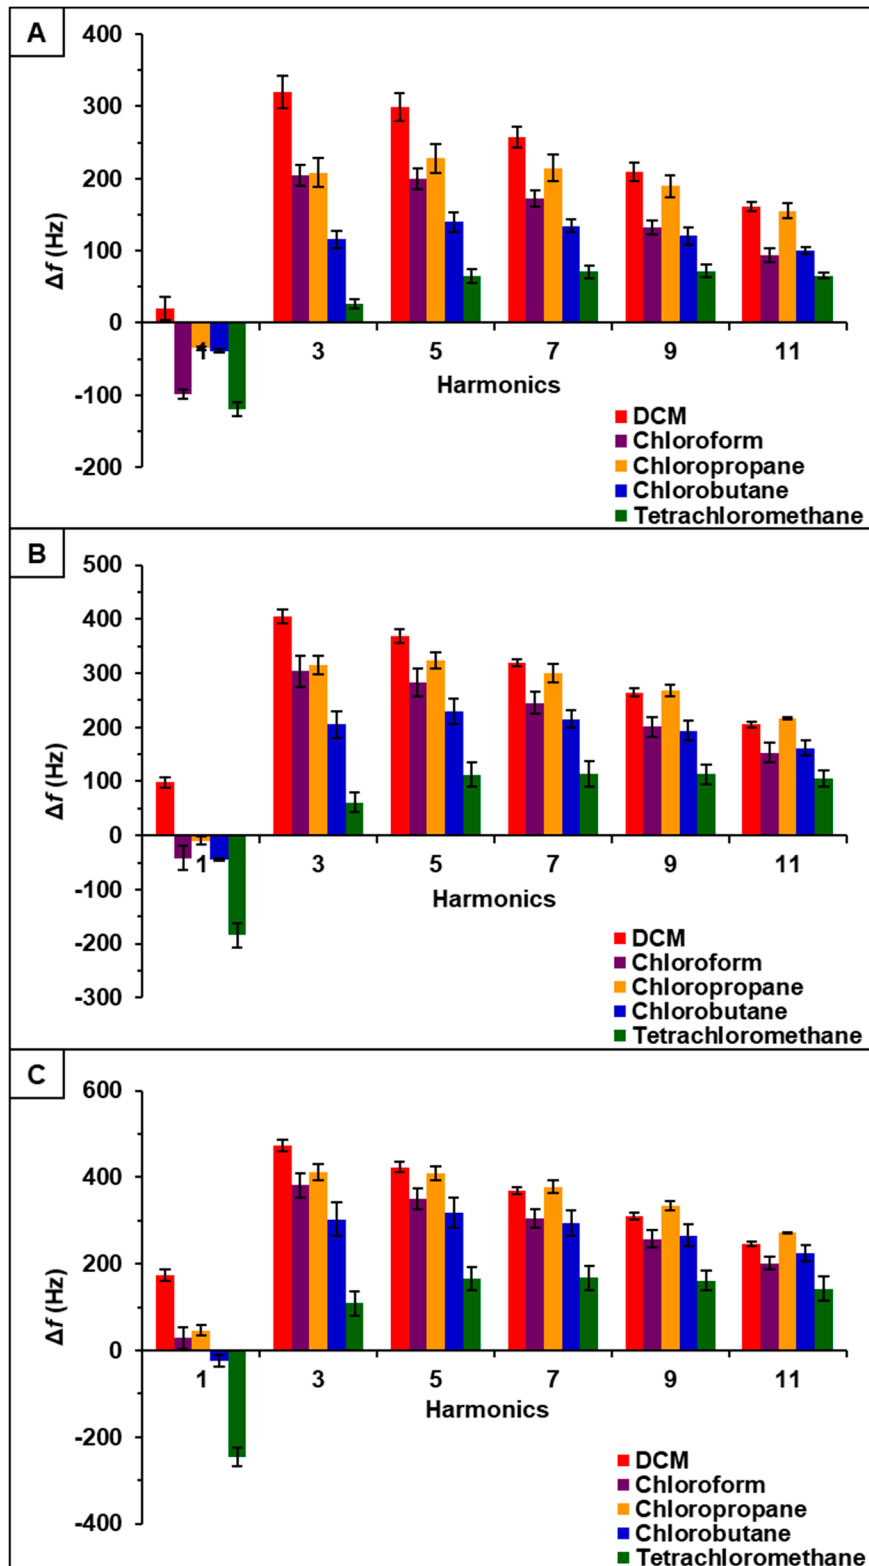 A
400
300
200
100
0
-100
-200
Δf (Hz)
1 3 5 7 9 11
Harmonics
DCM
Chloroform
Chloropropane
Chlorobutane
Tetrachloromethane
B
500
400
300
200
100
0
-100
-200
-300
Δf (Hz)
1 3 5 7 9 11
Harmonics
DCM
Chloroform
Chloropropane
Chlorobutane
Tetrachloromethane
C
600
400
200
0
-200
-400
Δf (Hz)
1 3 5 7 9 11
Harmonics
DCM
Chloroform
Chloropropane
Chlorobutane
Tetrachloromethane